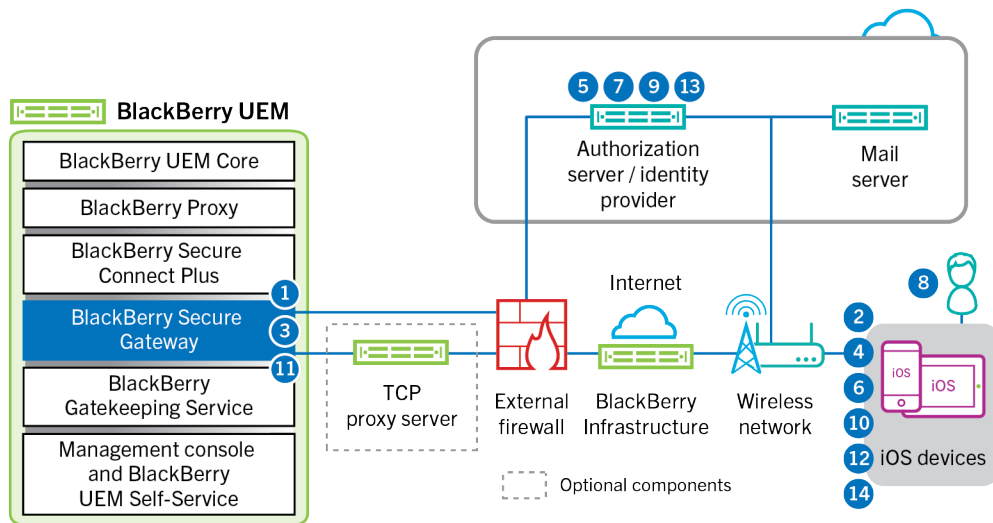 BlackBerry UEM
BlackBerry UEM Core
BlackBerry Proxy
BlackBerry Secure
Connect Plus
BlackBerry Secure
Gateway
BlackBerry
Gatekeeping Service
Management console
and BlackBerry
UEM Self-Service
1
3
11
TCP
proxy server
External
firewall
Internet
BlackBerry
Infrastructure
Wireless
network
5 7 9 13
Authorization
server / identity
provider
Mail
server
8
2
4
6
10
12
14
iOS
iOS
iOS devices
Optional components